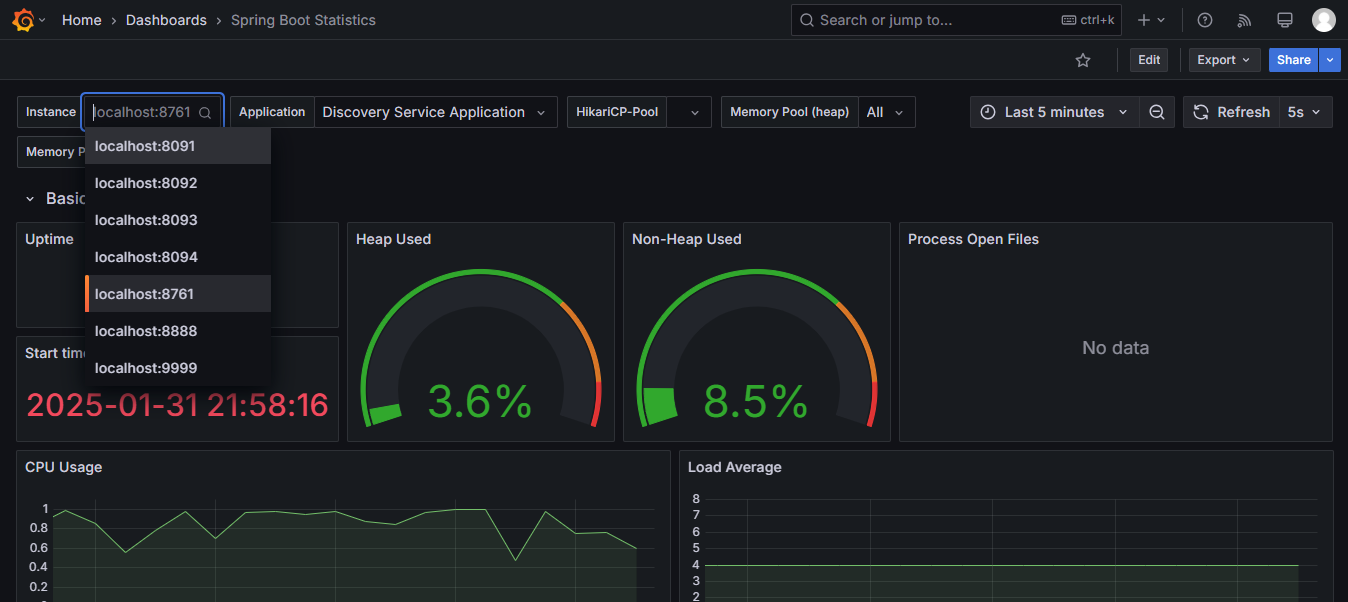 Home › Dashboards › Spring Boot Statistics
Search or jump to...
ctrl+k
Edit
Export
Share
Instance
localhost:8761
Application
Discovery Service Application
HikariCP-Pool
Memory Pool (heap)
All
Last 5 minutes
Refresh
5s
Memory P
localhost:8091
localhost:8092
localhost:8093
localhost:8094
localhost:8761
localhost:8888
localhost:9999
Basic
Uptime
Heap Used
3.6%
Non-Heap Used
8.5%
Process Open Files
No data
Start time
2025-01-31 21:58:16
CPU Usage
1
0.8
0.6
0.4
0.2
Load Average
8
7
6
5
4
3
2